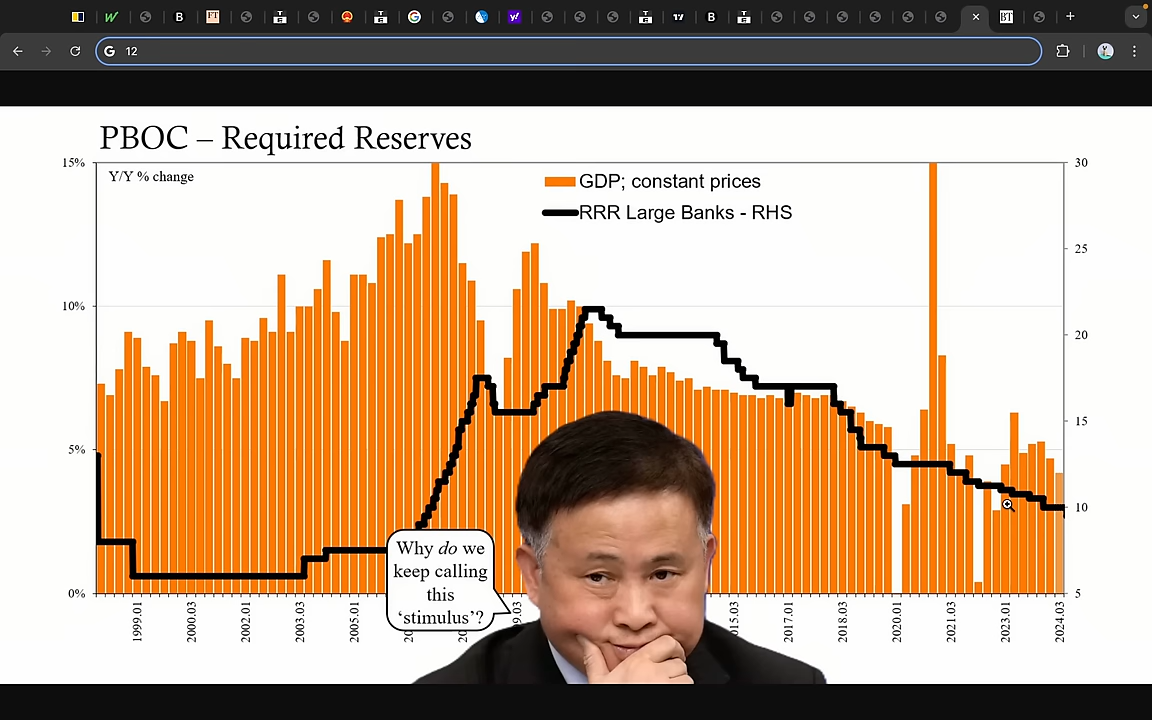 12
PBOC – Required Reserves
15%
Y/Y % change
GDP; constant prices
RRR Large Banks - RHS
30
25
10%
20
15
5%
10
0%
5
Why do we
keep calling
this
‘stimulus’?
1999.01
2000.03
2002.01
2003.03
2005.01
2017.01
2018.03
2020.01
2021.03
2023.01
2024.03